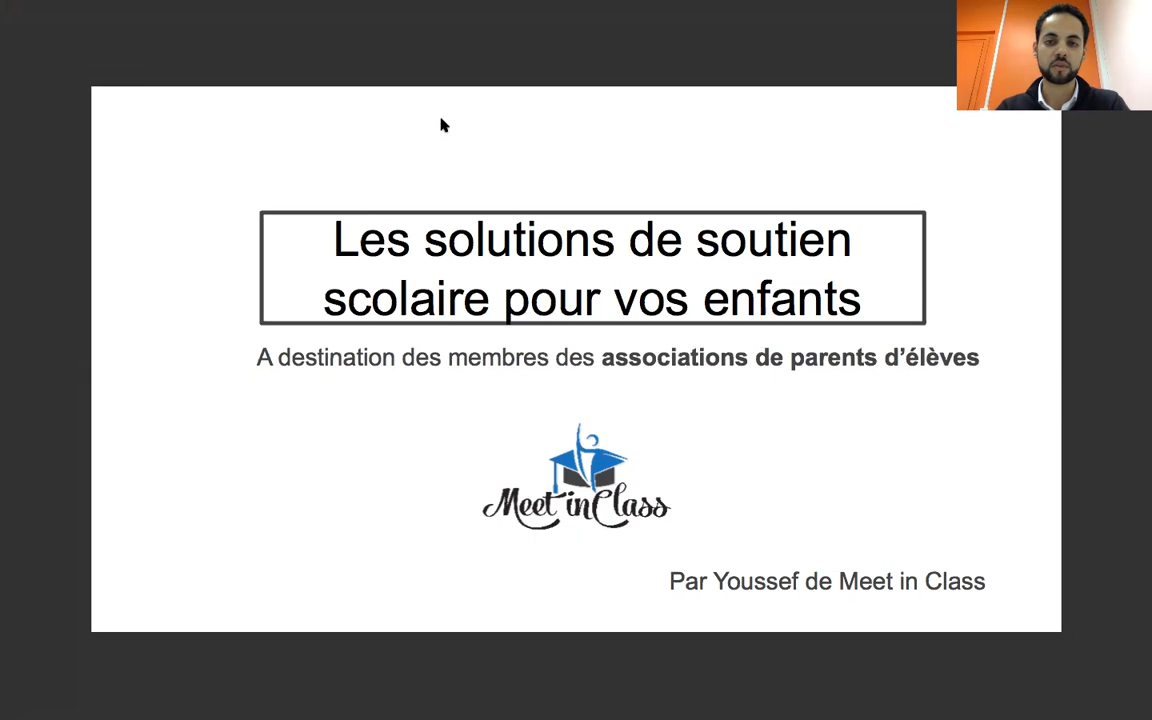 Les solutions de soutien
scolaire pour vos enfants
A destination des membres des associations de parents d’élèves
Meet in Class
Par Youssef de Meet in Class